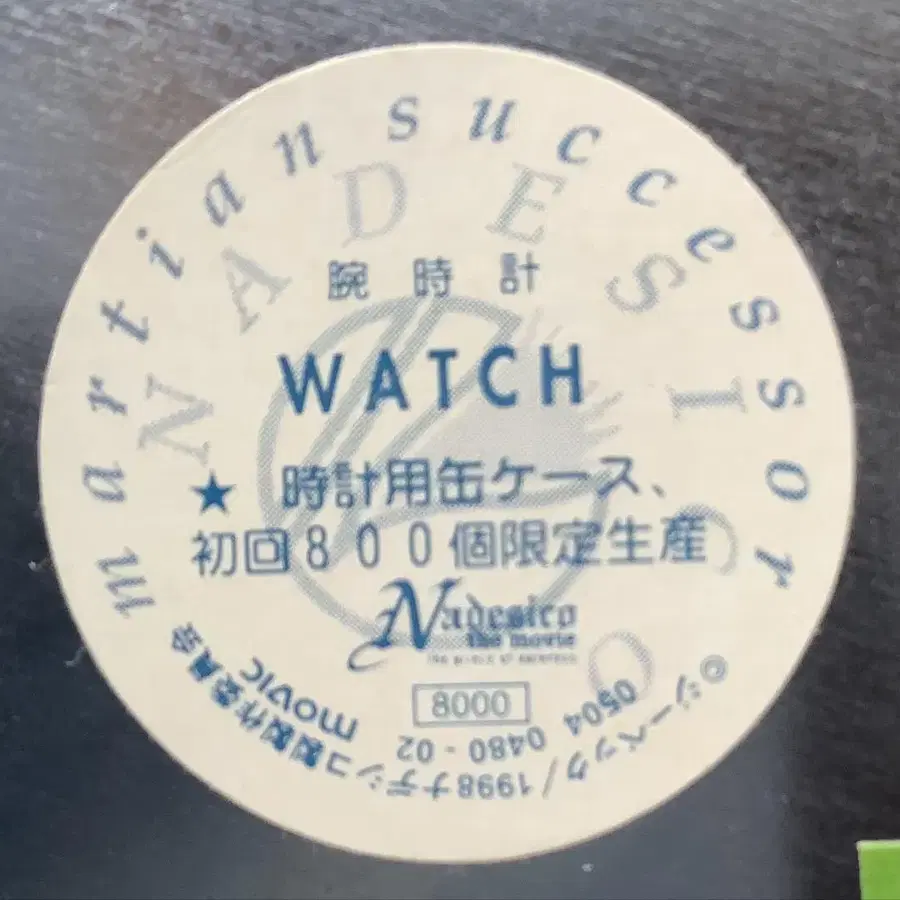 martian successor
NADESICO
腕時計
WATCH
★ 時計用缶ケース、
初回800個限定生産
Nadesico
the movie
8000
0504 0480-02
©ジーベック/1998ナデシコ製作委員会
movic